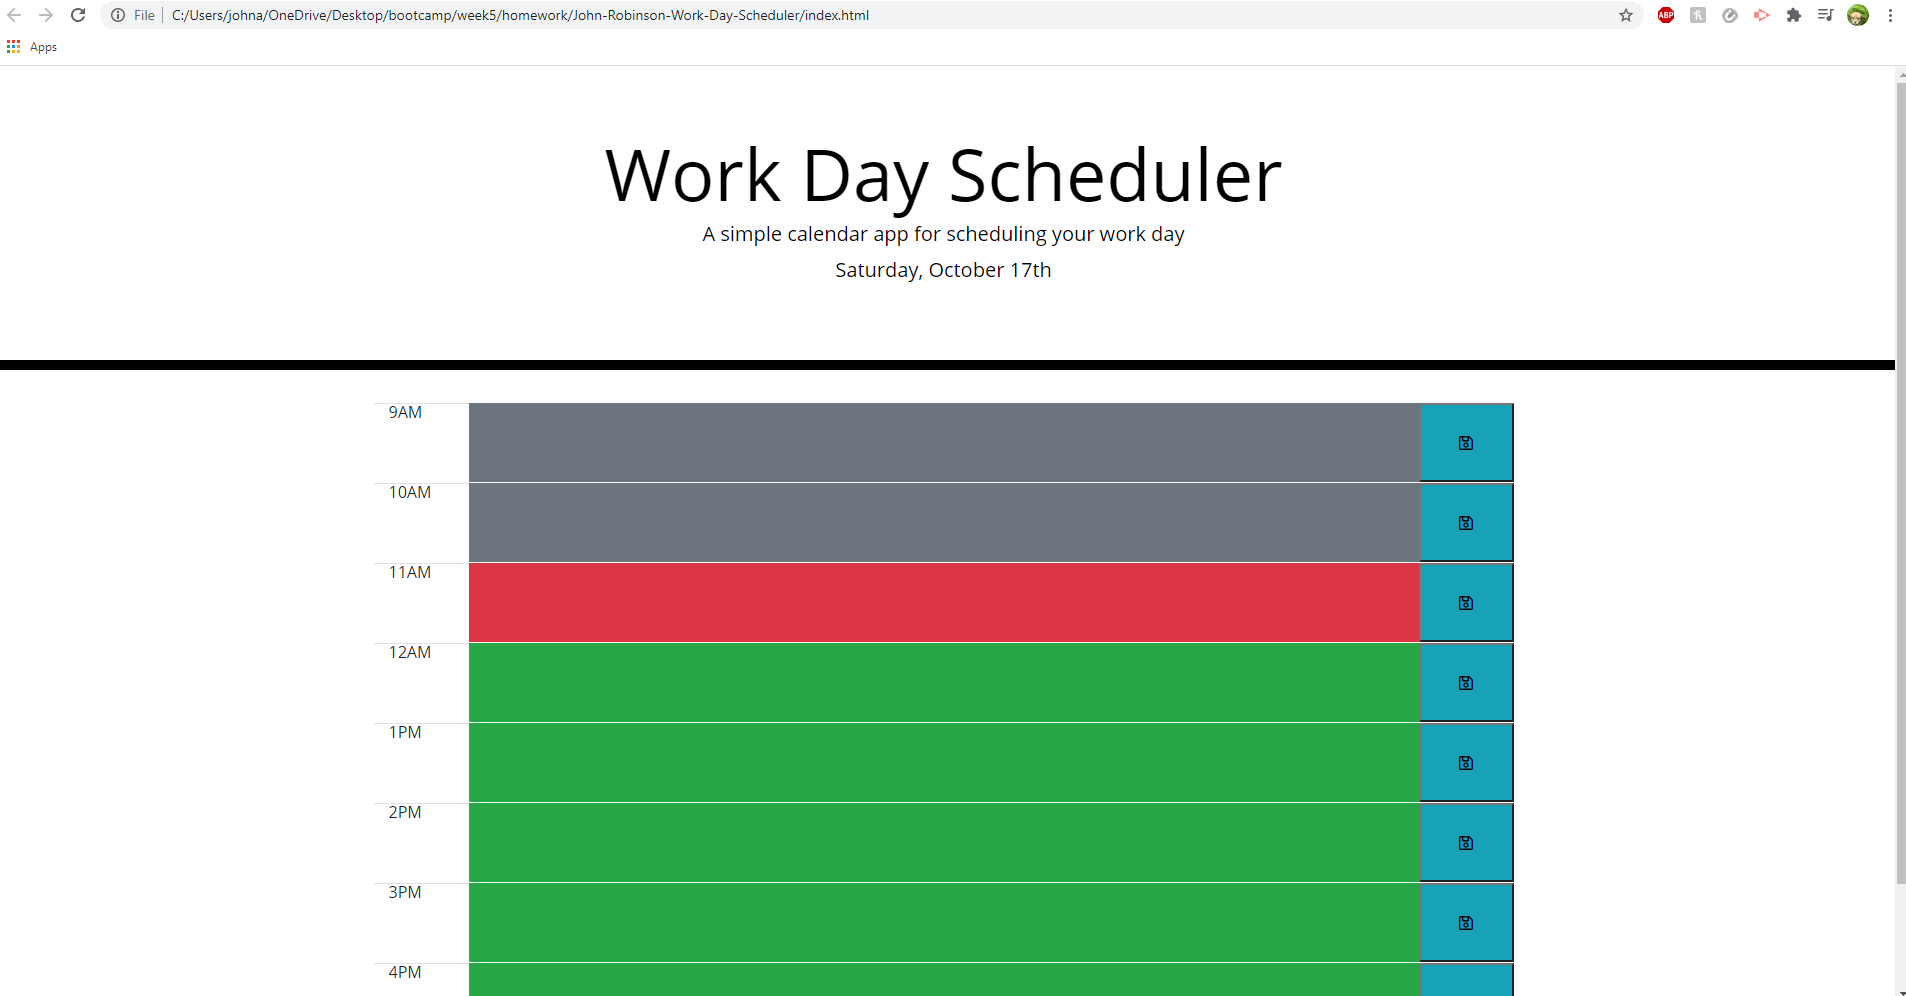 File C:/Users/johna/OneDrive/Desktop/bootcamp/week5/homework/John-Robinson-Work-Day-Scheduler/index.html
ABP
Apps
Work Day Scheduler
A simple calendar app for scheduling your work day
Saturday, October 17th
9AM
10AM
11AM
12AM
1PM
2PM
3PM
4PM